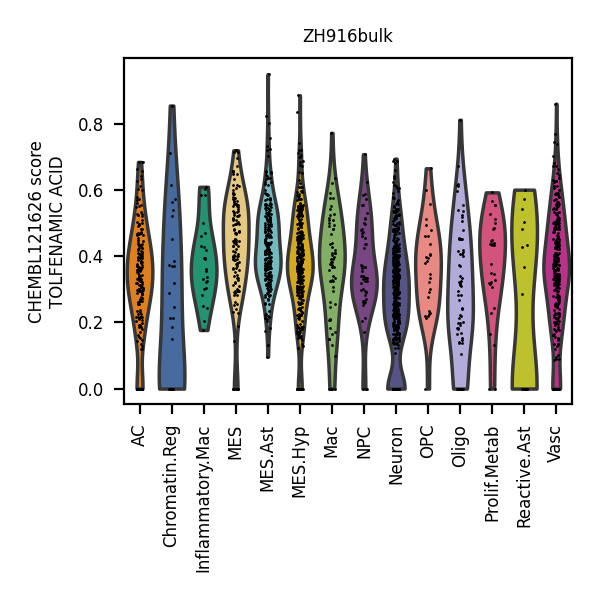 ZH916bulk
CHEMBL121626 score
TOLFENAMIC ACID
0.8
0.6
0.4
0.2
0.0
AC
Chromatin.Reg
Inflammatory.Mac
MES
MES.Ast
MES.Hyp
Mac
NPC
Neuron
OPC
Oligo
Prolif.Metab
Reactive.Ast
Vasc